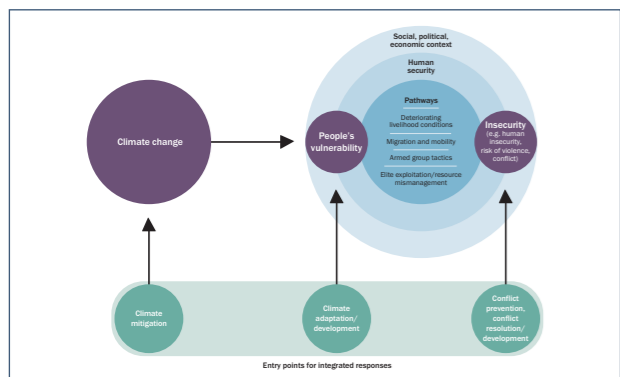 Social, political,
economic context
Human
security
Pathways
Deteriorating
livelihood conditions
Migration and mobility
Armed group tactics
Elite exploitation/resource
mismanagement
Climate change
People's
vulnerability
Insecurity
(e.g. human
insecurity,
risk of violence,
conflict)
Climate
mitigation
Climate
adaptation/
development
Conflict
prevention,
conflict
resolution/
development
Entry points for integrated responses